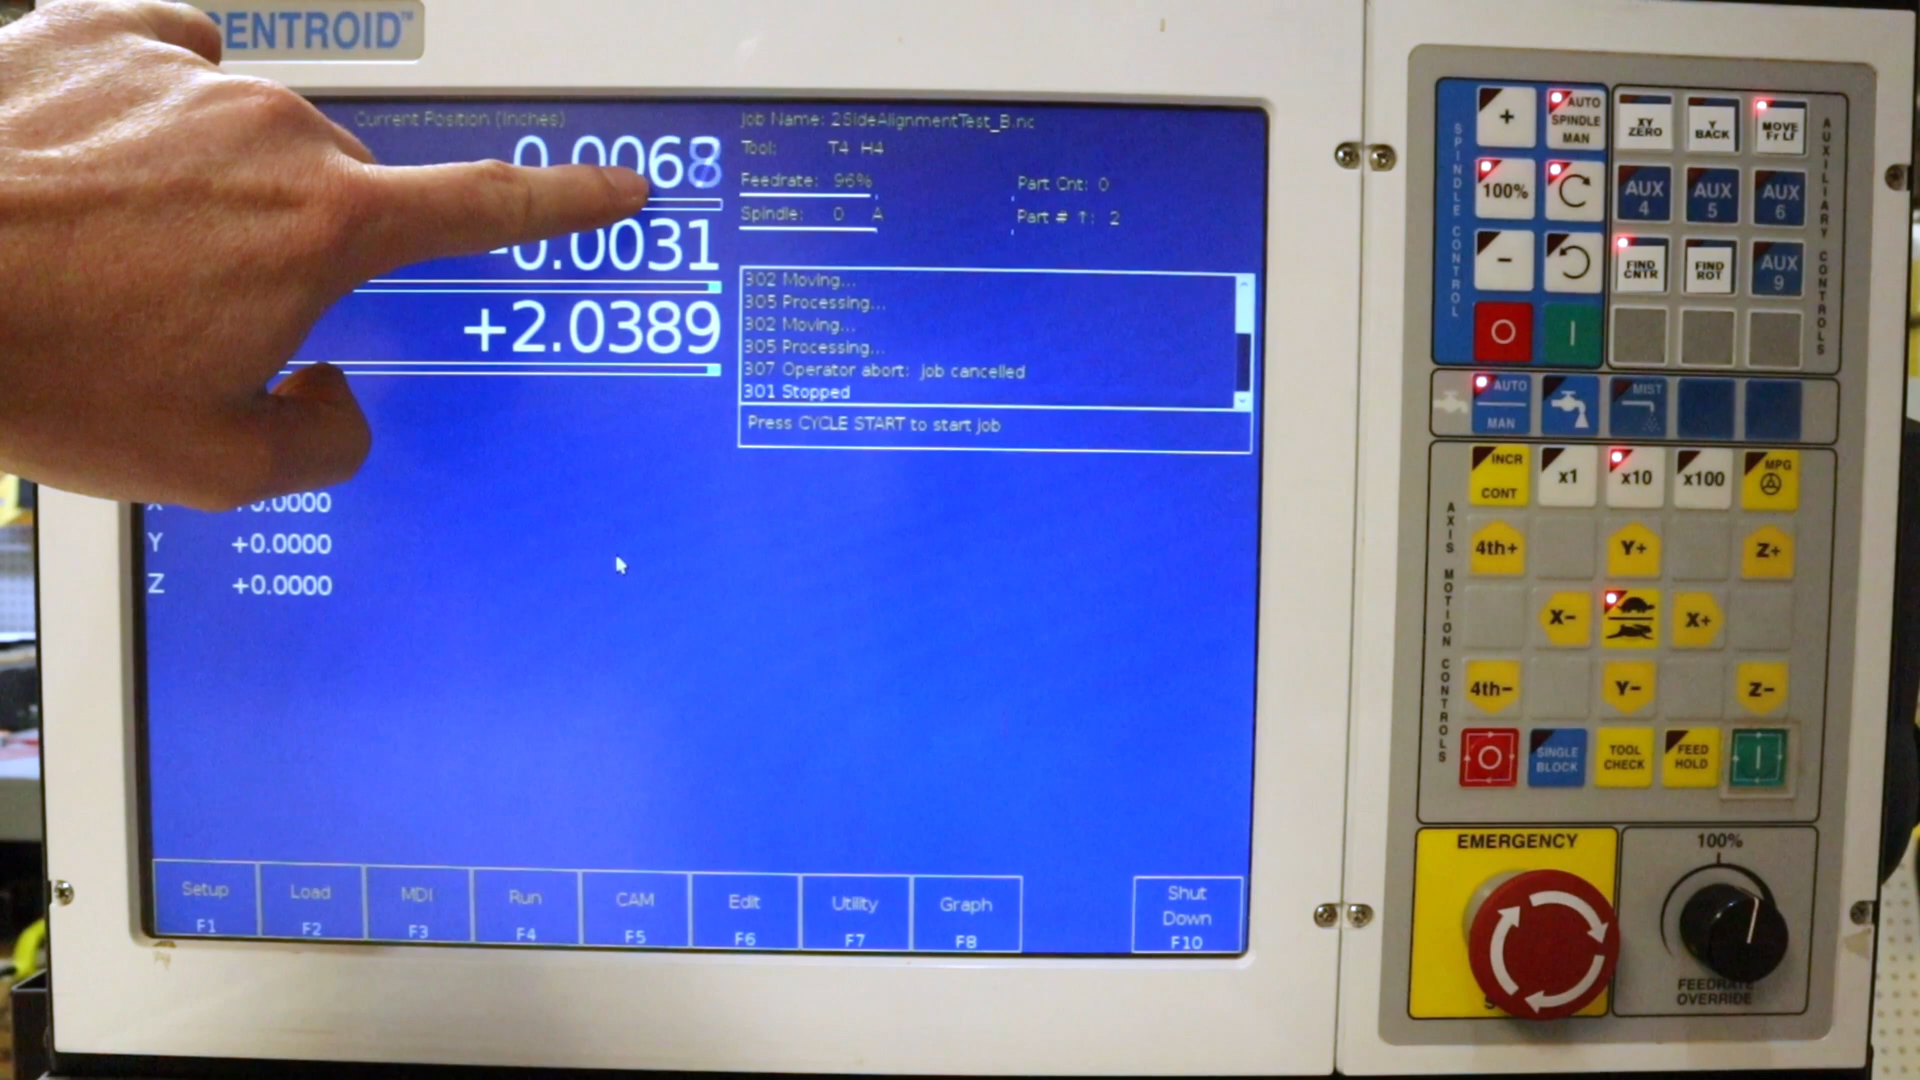 CENTROID™
Current Position (Inches)
0.006
-0.0031
+2.0389
Job Name: 2SideAlignmentTest_B.nc
Tool: T4 H4
Feedrate: 96%
Part Cnt: 0
Spindle: 0 A
Part # ↑: 2
302 Moving...
305 Processing...
302 Moving...
305 Processing...
307 Operator abort: job cancelled
301 Stopped
Press CYCLE START to start job
X +0.0000
Y +0.0000
Z +0.0000
Setup F1
Load F2
MDI F3
Run F4
CAM F5
Edit F6
Utility F7
Graph F8
Shut Down F10
SPINDLE CONTROL
+
AUTO SPINDLE MAN
100%
-
AUXILIARY CONTROLS
XY ZERO
Y BACK
MOVE Fr LI
AUX 4
AUX 5
AUX 6
FIND CNTR
FIND ROT
AUX 9
AUTO MAN
MIST
AXIS MOTION CONTROLS
INCR CONT
x1
x10
x100
MPG
4th+
Y+
Z+
X-
X+
4th-
Y-
Z-
SINGLE BLOCK
TOOL CHECK
FEED HOLD
EMERGENCY
100%
FEEDRATE OVERRIDE